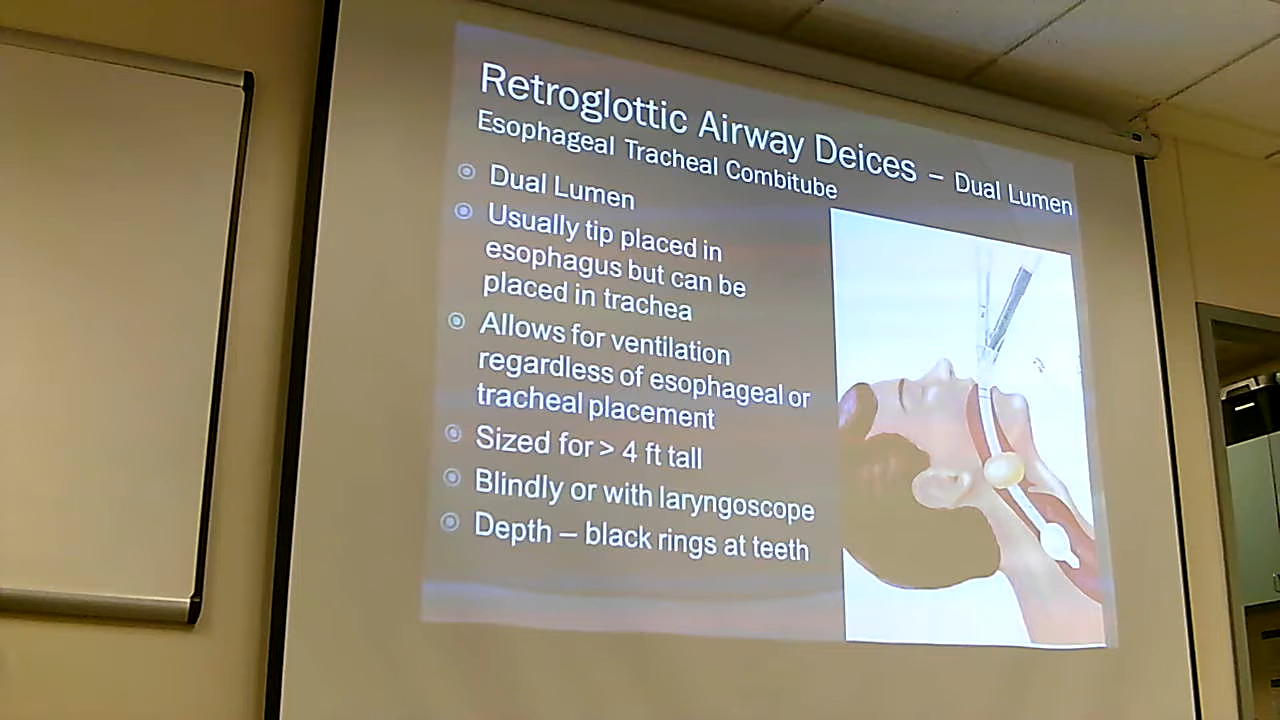 Retroglottic Airway Deices – Dual Lumen
Esophageal Tracheal Combitube
Dual Lumen
Usually tip placed in
esophagus but can be
placed in trachea
Allows for ventilation
regardless of esophageal or
tracheal placement
Sized for > 4 ft tall
Blindly or with laryngoscope
Depth – black rings at teeth